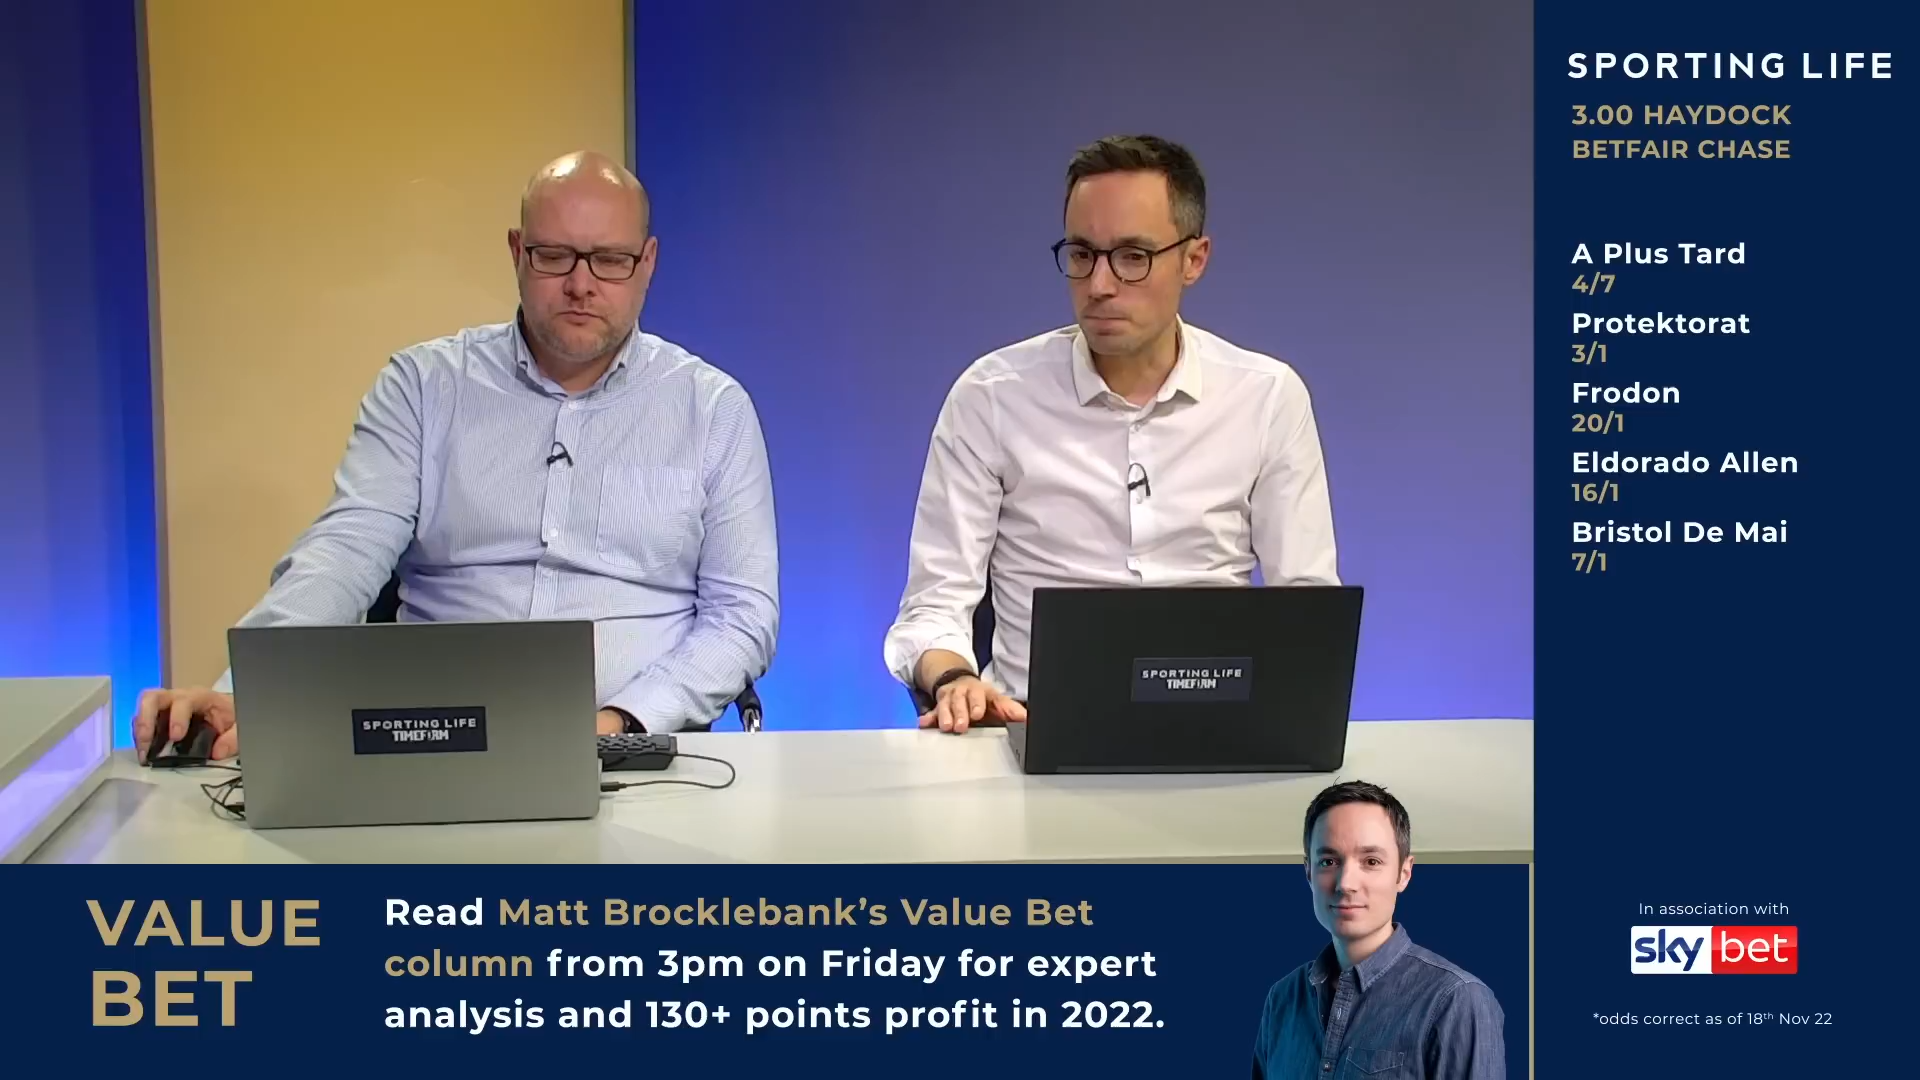 SPORTING LIFE
3.00 HAYDOCK
BETFAIR CHASE
A Plus Tard
4/7
Protektorat
3/1
Frodon
20/1
Eldorado Allen
16/1
Bristol De Mai
7/1
SPORTING LIFE
TIMEFORM
SPORTING LIFE
TIMEFORM
VALUE
BET
Read Matt Brocklebank’s Value Bet
column from 3pm on Friday for expert
analysis and 130+ points profit in 2022.
In association with
sky bet
*odds correct as of 18th Nov 22